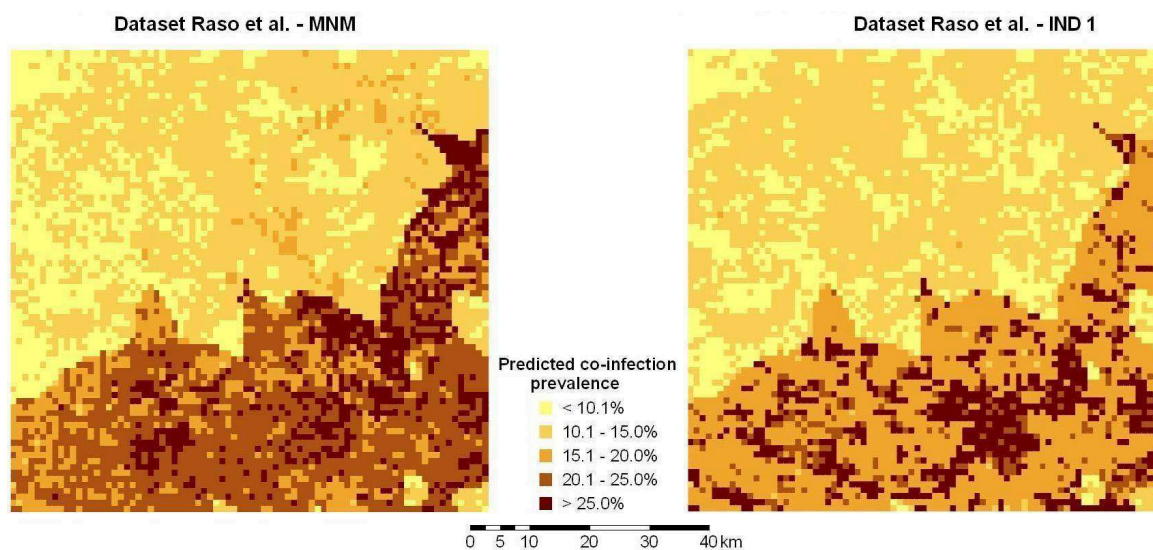 Dataset Raso et al. - MNM
Dataset Raso et al. - IND 1
Predicted co-infection
prevalence
< 10.1%
10.1 - 15.0%
15.1 - 20.0%
20.1 - 25.0%
> 25.0%
0 5 10 20 30 40 km